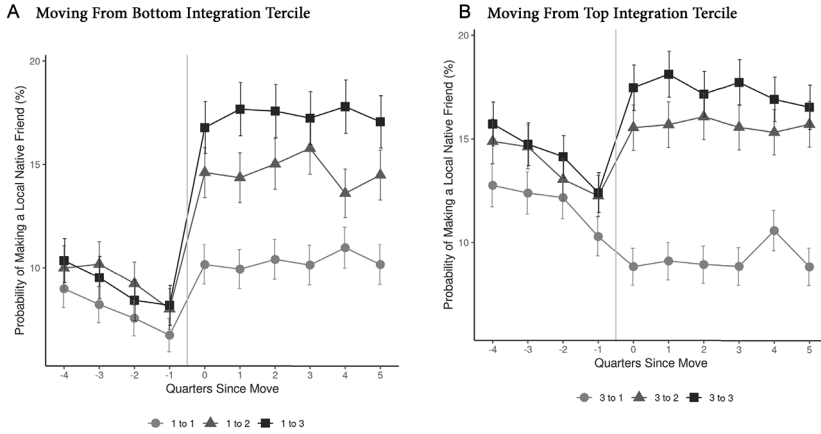 A Moving From Bottom Integration Tercile
Probability of Making a Local Native Friend (%)
20
15
10
-4 -3 -2 -1 0 1 2 3 4 5
Quarters Since Move
1 to 1 1 to 2 1 to 3
B Moving From Top Integration Tercile
Probability of Making a Local Native Friend (%)
20
15
10
-4 -3 -2 -1 0 1 2 3 4 5
Quarters Since Move
3 to 1 3 to 2 3 to 3